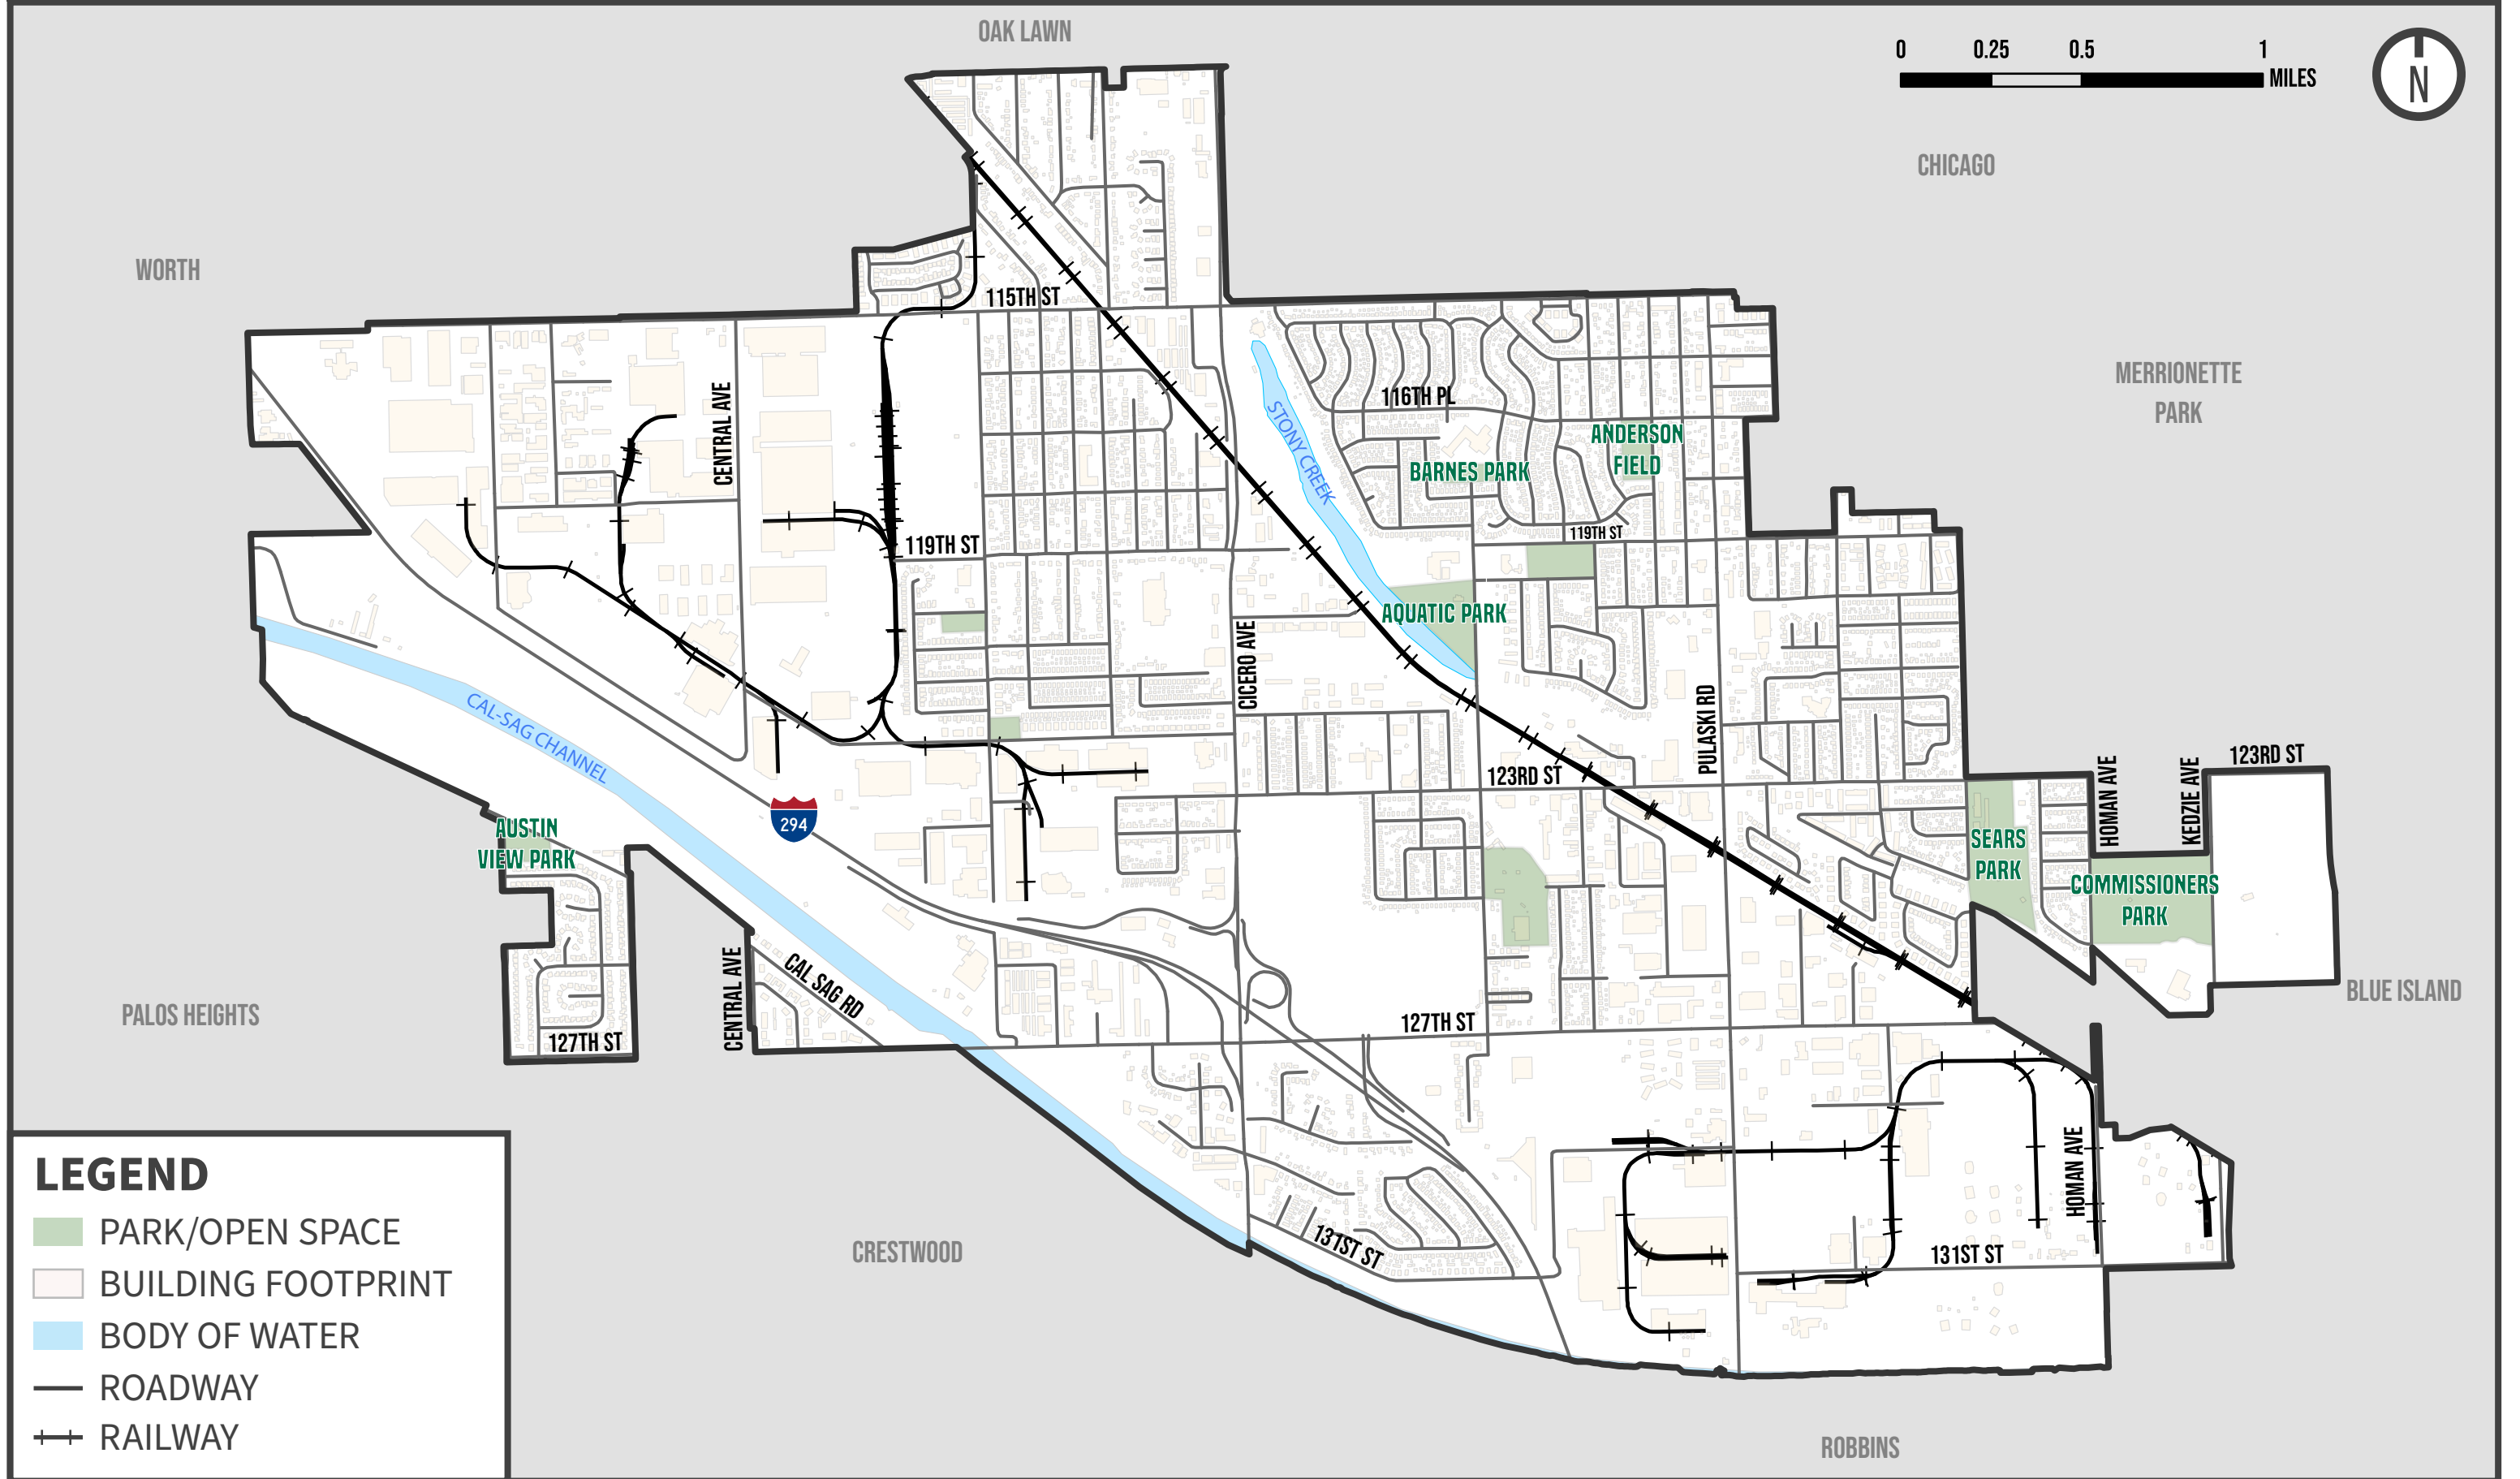 OAK LAWN
0 0.25 0.5 1
MILES
N
CHICAGO
WORTH
115TH ST
MERRIONETTE
PARK
CENTRAL AVE
116TH PL
STONY CREEK
ANDERSON
FIELD
BARNES PARK
119TH ST
119TH ST
AQUATIC PARK
CICERO AVE
PULASKI RD
CAL-SAG CHANNEL
123RD ST
123RD ST
HOMAN AVE
KEDZIE AVE
294
AUSTIN
VIEW PARK
SEARS
PARK
COMMISSIONERS
PARK
CENTRAL AVE
CAL SAG RD
BLUE ISLAND
PALOS HEIGHTS
127TH ST
127TH ST
HOMAN AVE
CRESTWOOD
131ST ST
131ST ST
ROBBINS
LEGEND
PARK/OPEN SPACE
BUILDING FOOTPRINT
BODY OF WATER
ROADWAY
RAILWAY